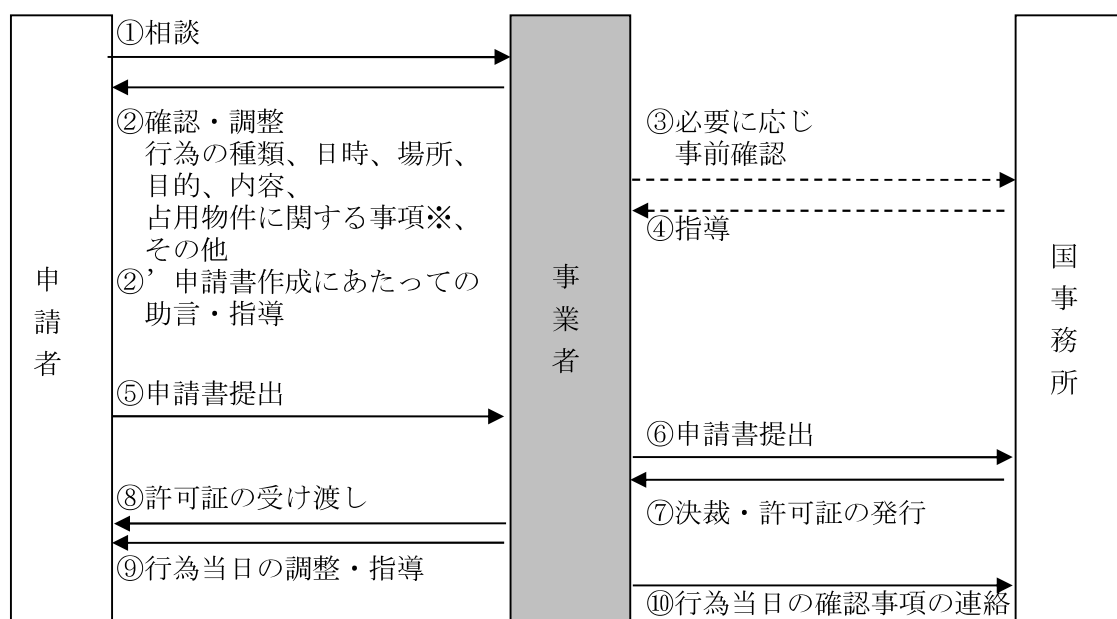 ①相談
②確認・調整
行為の種類、日時、場所、
目的、内容、
占用物件に関する事項※、
その他
②’申請書作成にあたっての
助言・指導
③必要に応じ
事前確認
④指導
申請者
事業者
国事務所
⑤申請書提出
⑥申請書提出
⑦決裁・許可証の発行
⑧許可証の受け渡し
⑨行為当日の調整・指導
⑩行為当日の確認事項の連絡